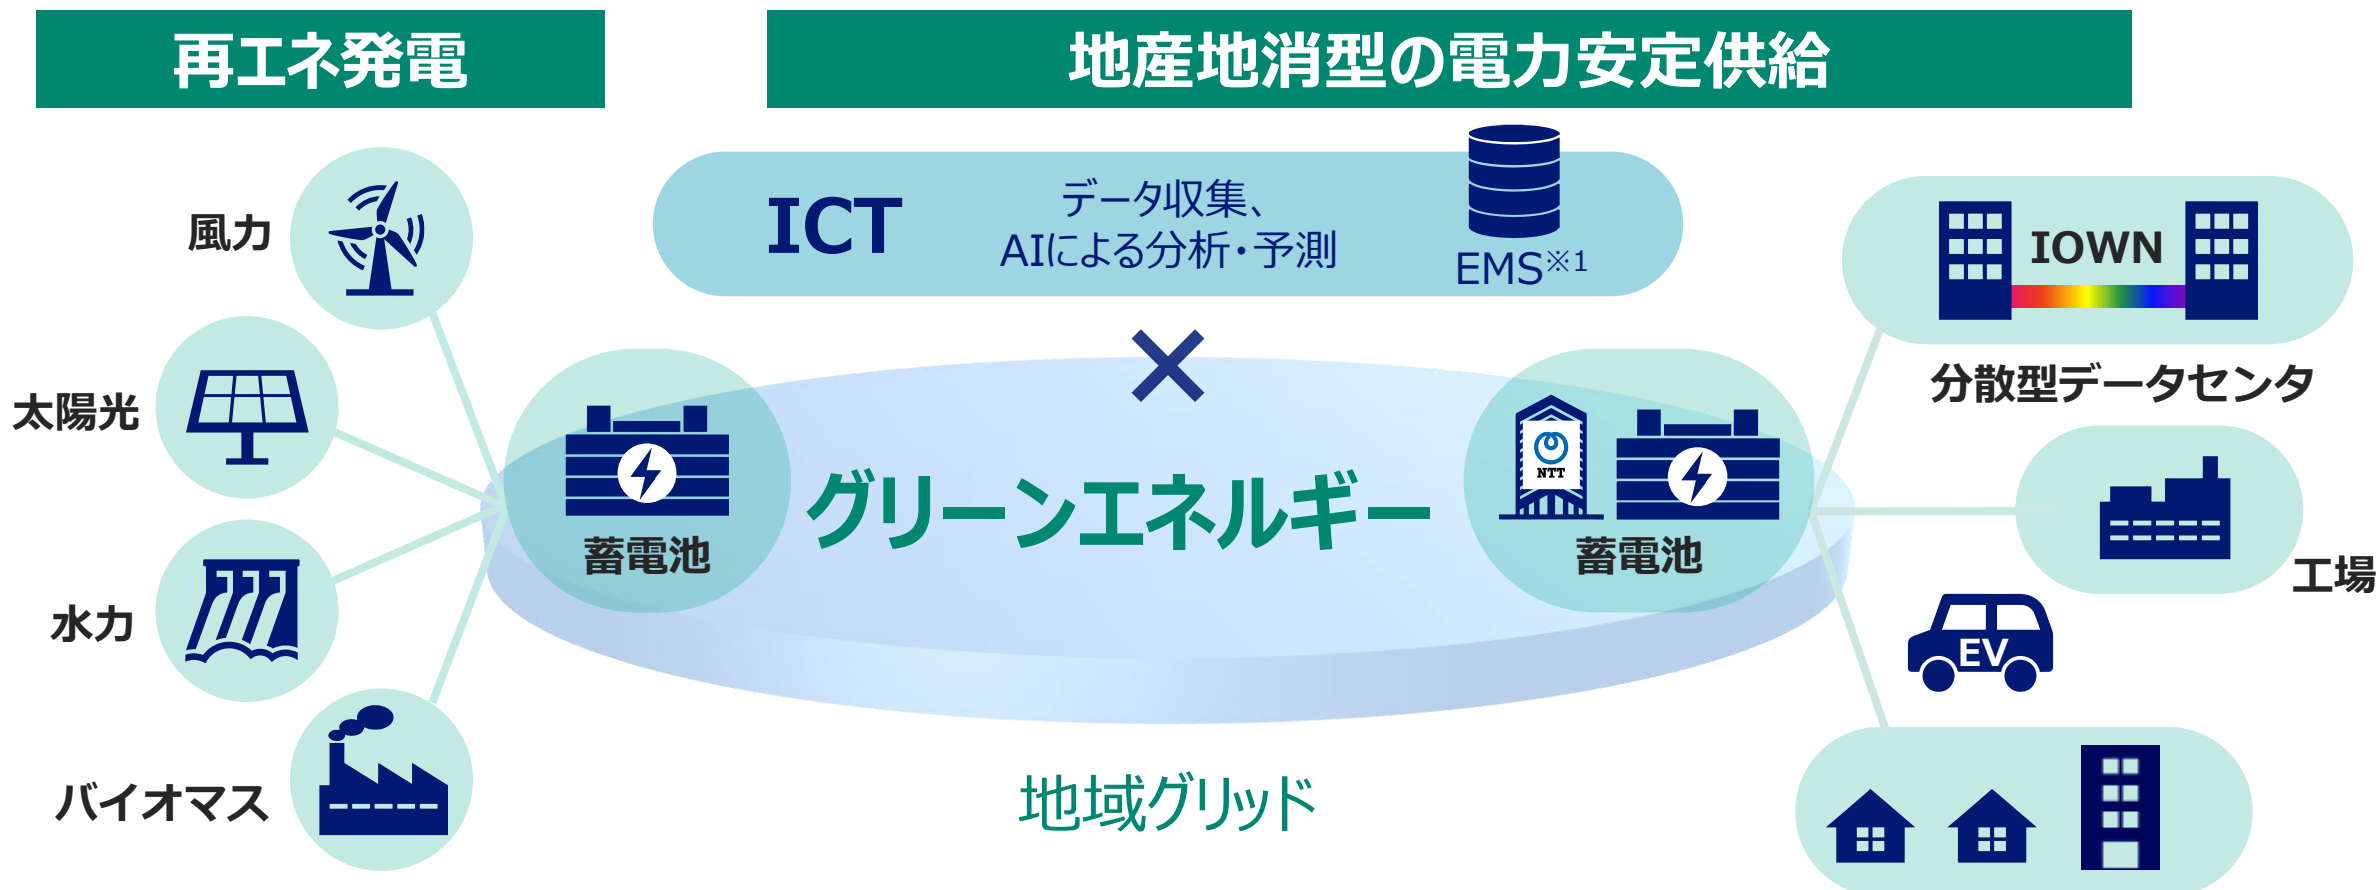 再エネ発電
地産地消型の電力安定供給
風力
太陽光
水力
バイオマス
ICT
データ収集、
AIによる分析・予測
EMS※1
×
グリーンエネルギー
蓄電池
NTT
蓄電池
地域グリッド
IOWN
分散型データセンタ
工場
EV